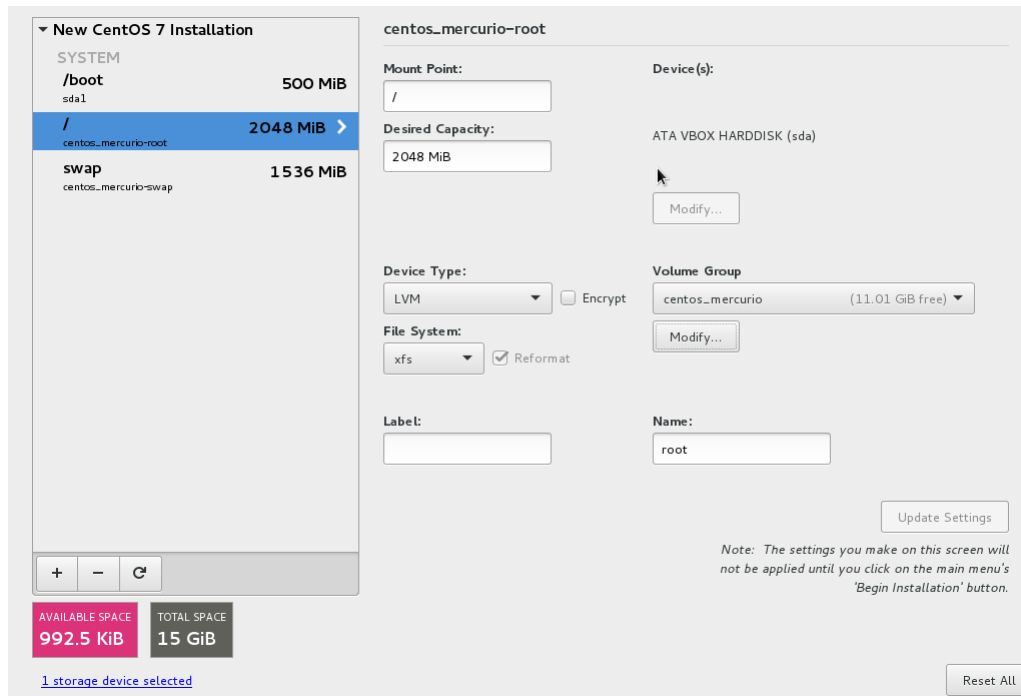 New CentOS 7 Installation
SYSTEM
/boot
500 MiB
sda1
/
2048 MiB
centos_mercurio-root
swap
1536 MiB
centos_mercurio-swap
AVAILABLE SPACE
992.5 KiB
TOTAL SPACE
15 GiB
1 storage device selected
centos_mercurio-root
Mount Point:
/
Desired Capacity:
2048 MiB
Device(s):
ATA VBOX HARDDISK (sda)
Modify...
Device Type:
LVM
Encrypt
File System:
xfs
Reformat
Volume Group
centos_mercurio (11.01 GiB free)
Modify...
Label:
Name:
root
Update Settings
Note: The settings you make on this screen will
not be applied until you click on the main menu's
'Begin Installation' button.
Reset All